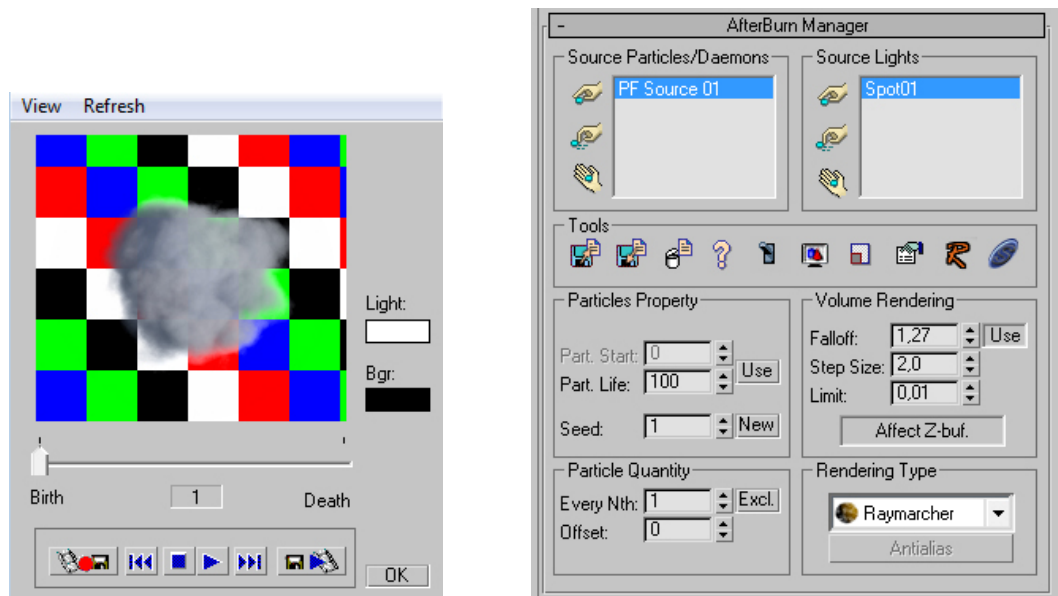 View Refresh
Light:
Bgr:
Birth 1 Death
OK
- AfterBurn Manager
Source Particles/Daemons
PF Source 01
Source Lights
Spot01
Tools
Particles Property
Part. Start: 0
Part. Life: 100
Use
Seed: 1 New
Volume Rendering
Falloff: 1,27 Use
Step Size: 2,0
Limit: 0,01
Affect Z-buf.
Particle Quantity
Every Nth: 1 Excl.
Offset: 0
Rendering Type
Raymarcher
Antialias